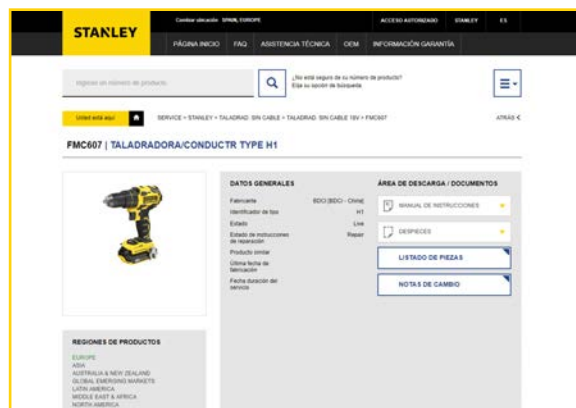 STANLEY
Cambiar ubicación SPAIN, EUROPE
ACCESO AUTORIZADO
STANLEY
ES
PÁGINA INICIO
FAQ
ASISTENCIA TÉCNICA
OEM
INFORMACIÓN GARANTÍA
Ingrese un número de producto
¿No está seguro de su número de producto?
Elija su opción de búsqueda
Usted está aquí
SERVICE > STANLEY > TALADRAD. SIN CABLE > TALADRAD. SIN CABLE 18V > FMC607
ATRÁS <
FMC607 | TALADRADORA/CONDUCTR TYPE H1
DATOS GENERALES
Fabricante BDCI [BDCI - China]
Identificador de tipo H1
Estado Live
Estado de instrucciones de reparación Repair
Producto similar
Última fecha de fabricación
Fecha duración del servicio
ÁREA DE DESCARGA / DOCUMENTOS
MANUAL DE INSTRUCCIONES
DESPIECES
LISTADO DE PIEZAS
NOTAS DE CAMBIO
REGIONES DE PRODUCTOS
EUROPE
ASIA
AUSTRALIA & NEW ZEALAND
GLOBAL EMERGING MARKETS
LATIN AMERICA
MIDDLE EAST & AFRICA
NORTH AMERICA